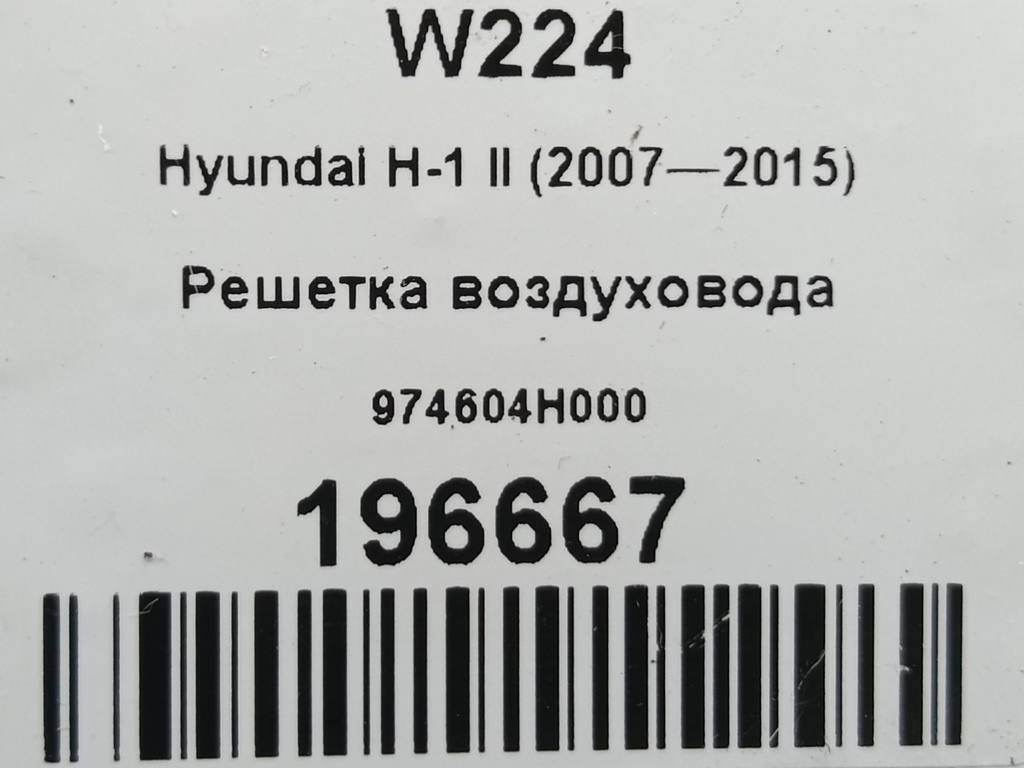 W224
Hyundai H-1 II (2007—2015)
Решетка воздуховода
974604H000
196667